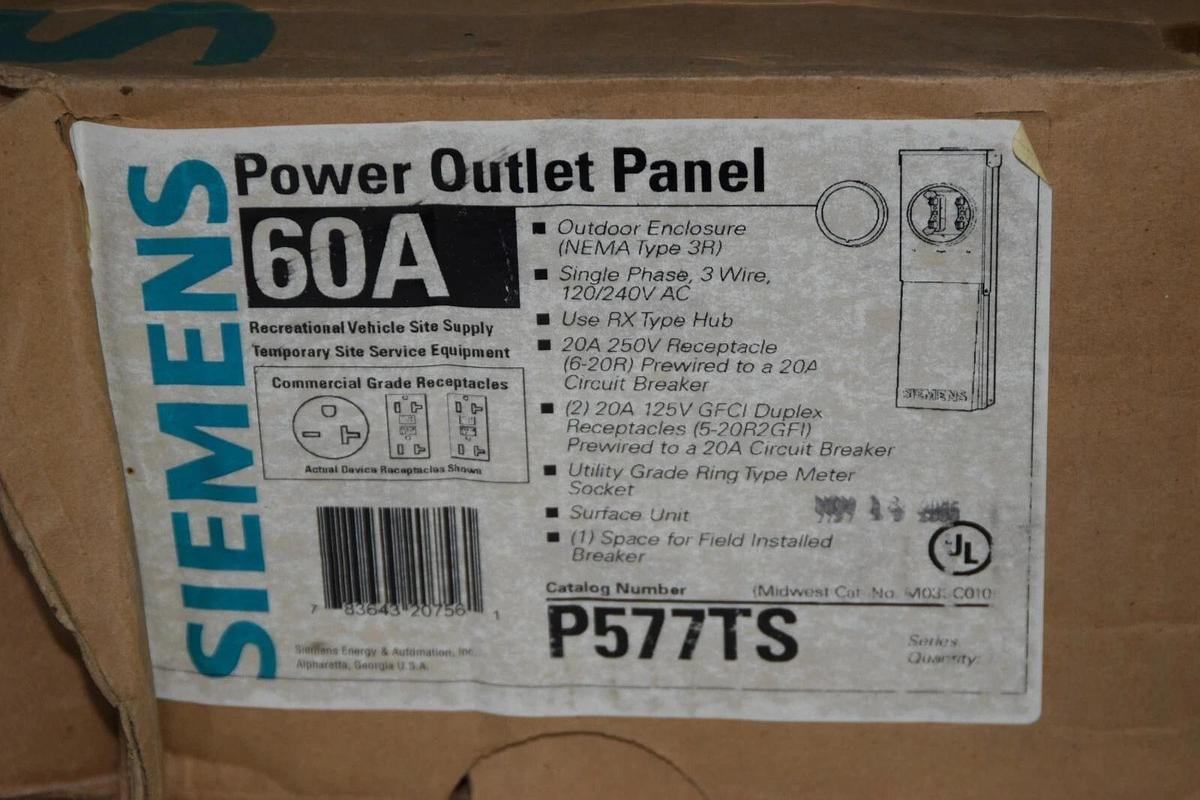 SIEMENS
Power Outlet Panel
60A
Recreational Vehicle Site Supply
Temporary Site Service Equipment
Commercial Grade Receptacles
Actual Device Receptacles Shown
■ Outdoor Enclosure
(NEMA Type 3R)
■ Single Phase, 3 Wire,
120/240V AC
■ Use RX Type Hub
■ 20A 250V Receptacle
(6-20R) Prewired to a 20A
Circuit Breaker
■ (2) 20A 125V GFCI Duplex
Receptacles (5-20R2GFI)
Prewired to a 20A Circuit Breaker
■ Utility Grade Ring Type Meter
Socket
■ Surface Unit
■ (1) Space for Field Installed
Breaker
SIEMENS
UL
7 83643 20756 1
Siemens Energy & Automation, Inc.
Alpharetta, Georgia U.S.A.
Catalog Number (Midwest Cat. No. C010
P577TS
Series
Quantity: